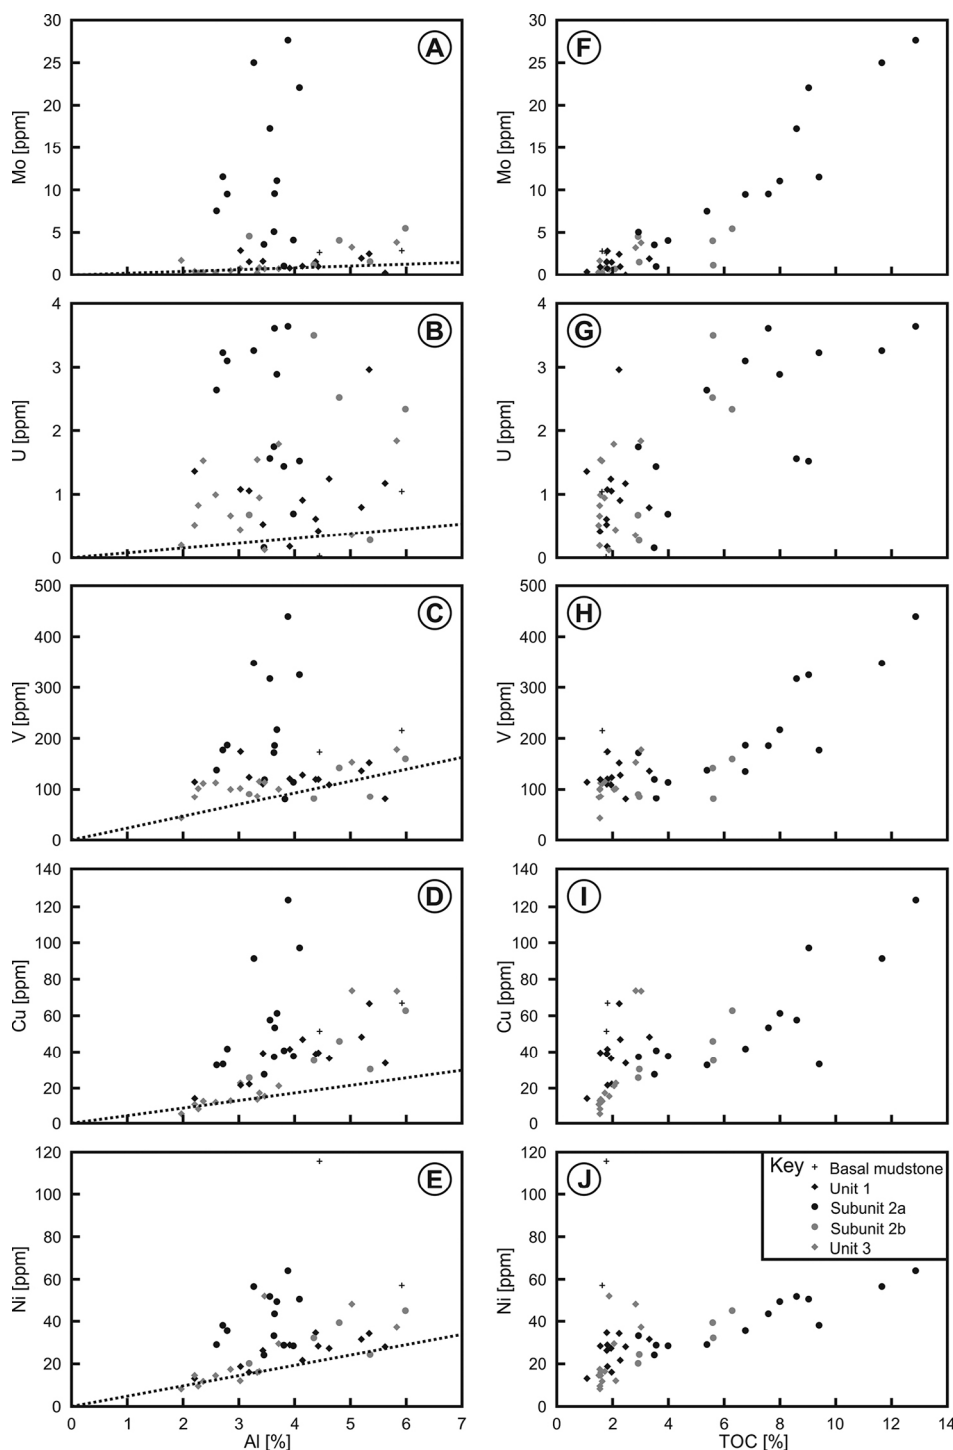 30
25
20
15
10
5
0
Mo [ppm]
A
30
25
20
15
10
5
0
Mo [ppm]
F
4
3
2
1
0
U [ppm]
B
4
3
2
1
0
U [ppm]
G
500
400
300
200
100
0
V [ppm]
C
500
400
300
200
100
0
V [ppm]
H
140
120
100
80
60
40
20
0
Cu [ppm]
D
140
120
100
80
60
40
20
0
Cu [ppm]
I
120
100
80
60
40
20
0
Ni [ppm]
E
0 1 2 3 4 5 6 7
Al [%]
120
100
80
60
40
20
0
Ni [ppm]
J
Key
Basal mudstone
Unit 1
Subunit 2a
Subunit 2b
Unit 3
0 2 4 6 8 10 12 14
TOC [%]